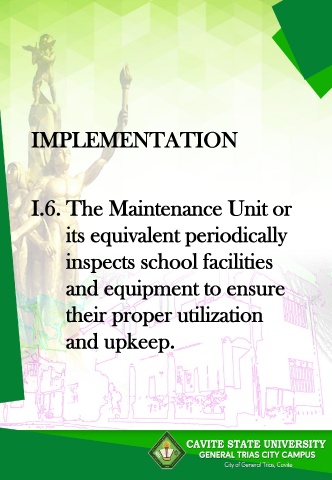 IMPLEMENTATION
I.6. The Maintenance Unit or
its equivalent periodically
inspects school facilities
and equipment to ensure
their proper utilization
and upkeep.
CAVITE STATE UNIVERSITY
GENERAL TRIAS CITY CAMPUS
City of General Trias, Cavite